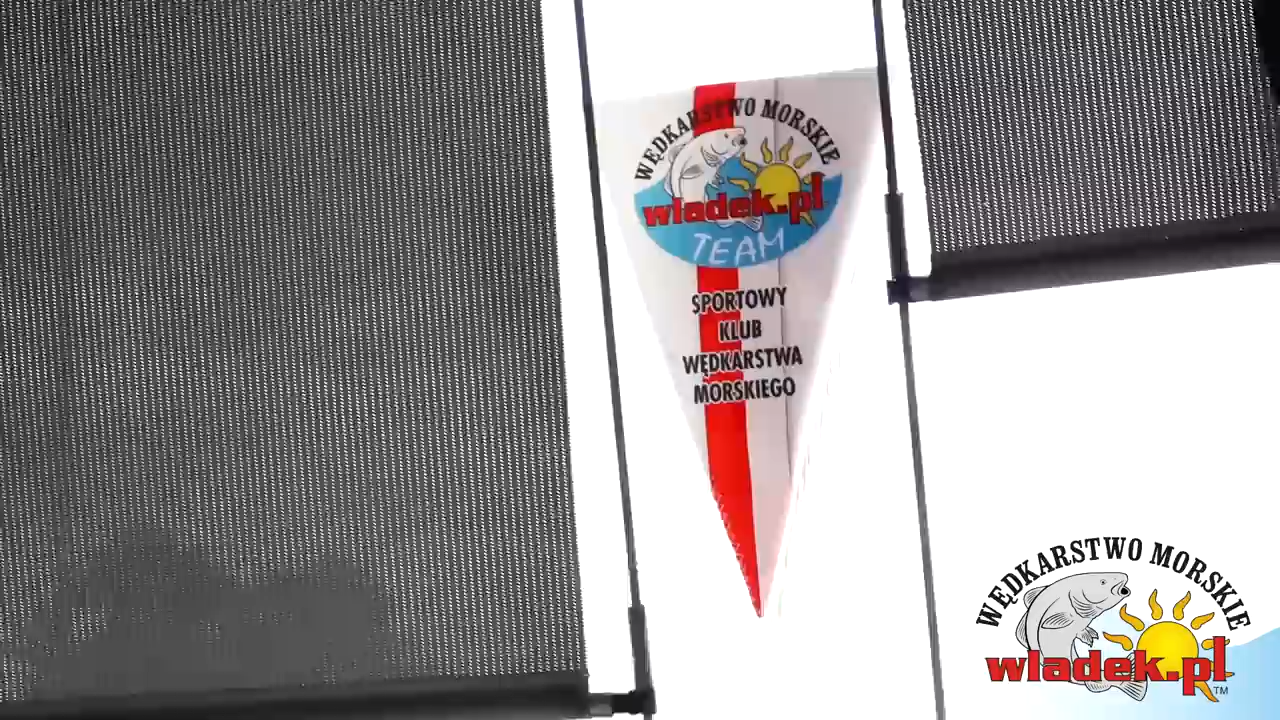 WĘDKARSTWO MORSKIE
wladek.pl
TEAM
SPORTOWY
KLUB
WĘDKARSTWA
MORSKIEGO
WĘDKARSTWO MORSKIE
wladek.pl
TM